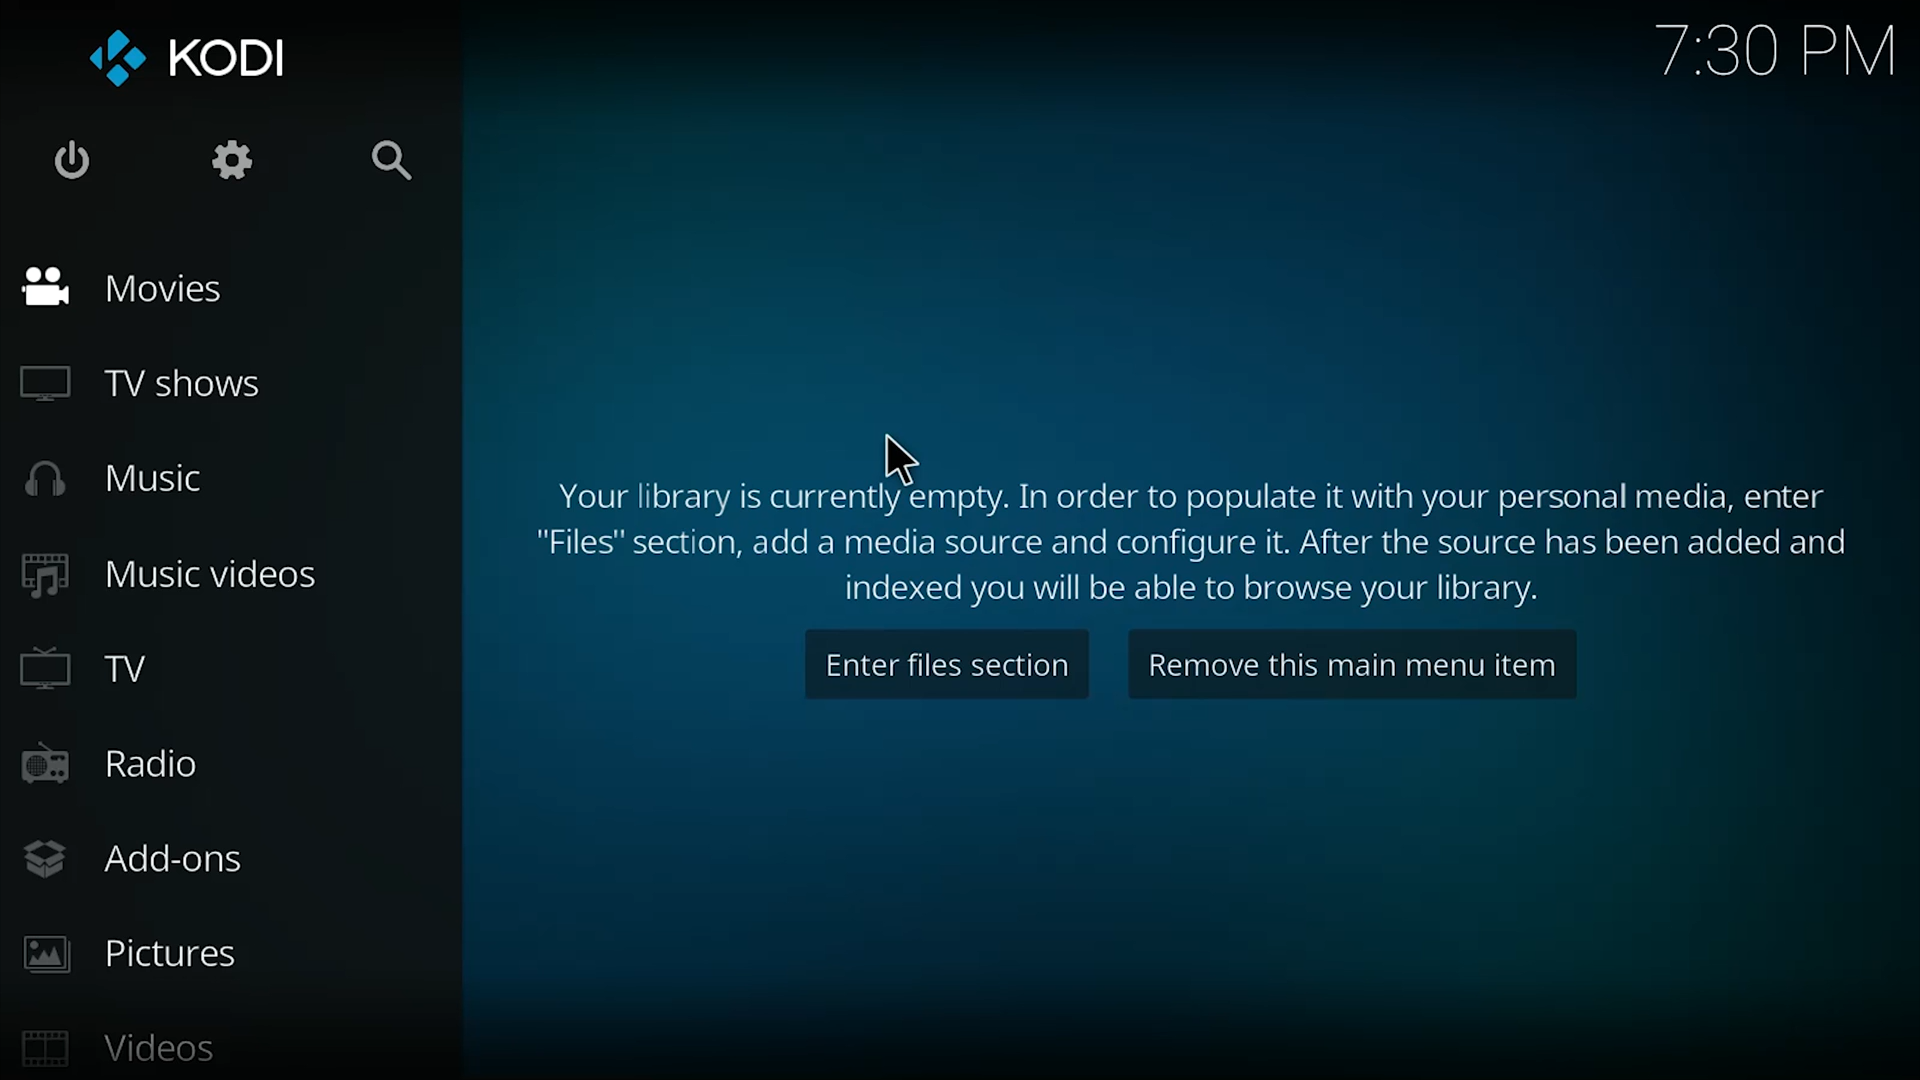 KODI
7:30 PM
Movies
TV shows
Music
Music videos
TV
Radio
Add-ons
Pictures
Videos
Your library is currently empty. In order to populate it with your personal media, enter
"Files" section, add a media source and configure it. After the source has been added and
indexed you will be able to browse your library.
Enter files section
Remove this main menu item